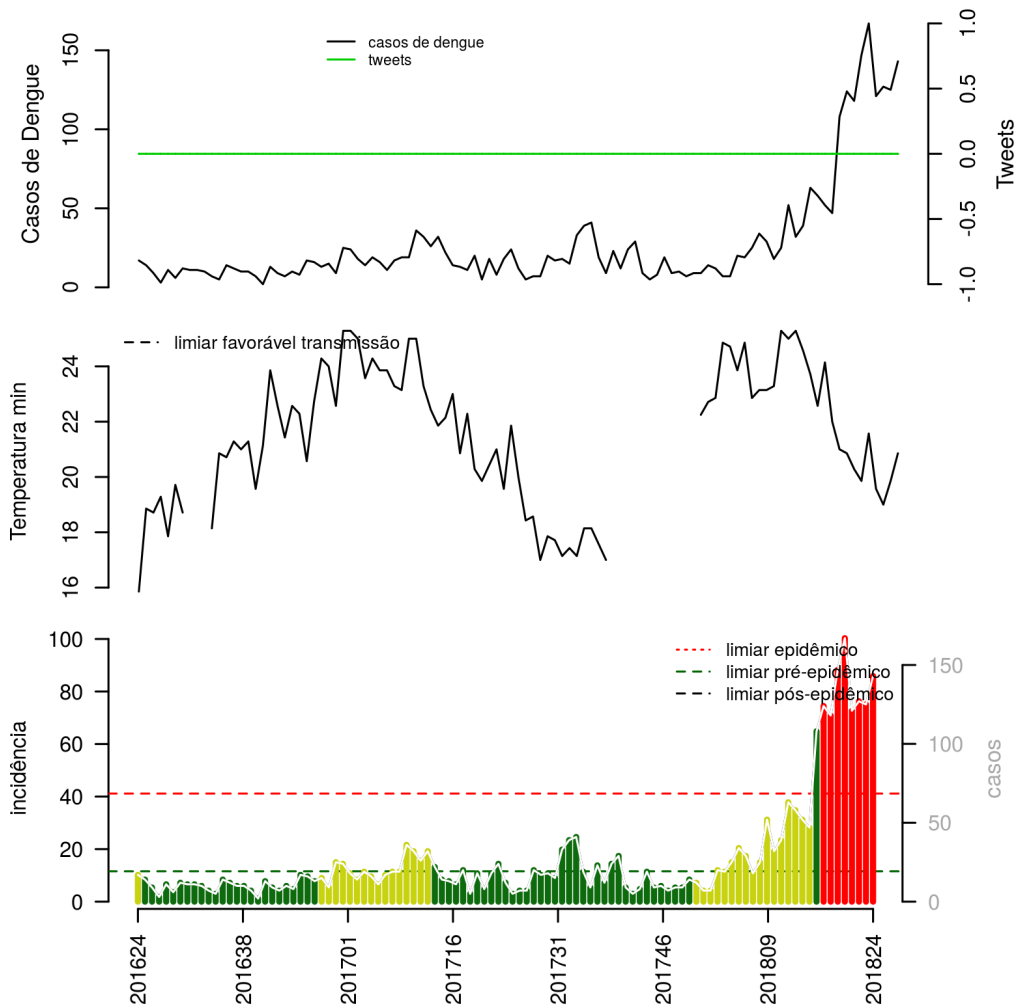 casos de dengue
tweets
Casos de Dengue
0
50
100
150
Tweets
-1.0
-0.5
0.0
0.5
1.0
limiar favorável transmissão
Temperatura min
16
18
20
22
24
limiar epidêmico
limiar pré-epidêmico
limiar pós-epidêmico
incidência
0
20
40
60
80
100
casos
0
50
100
150
201624
201638
201701
201716
201731
201746
201809
201824